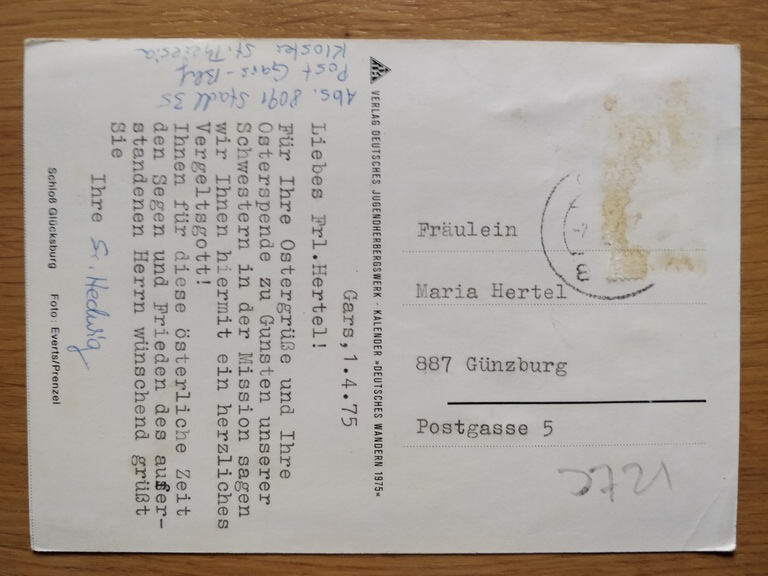 Abs. 8091 Stadl 35
Post Gars-Bhf
Kloster St. Theresia
Gars,1.4.75
Liebes Frl.Hertel!
Für Ihre Ostergrüße und Ihre
Osterspende zu Gunsten unserer
Schwestern in der Mission sagen
wir Ihnen hiermit ein herzliches
Vergeltsgott!
Ihnen für diese österliche Zeit
den Segen und Frieden des aufer-
standenen Herrn wünschend grüßt
Sie
Ihre Sr. Hedwig
Schloß Glücksburg Foto: Everts/Prenzel
VERLAG DEUTSCHES JUGENDHERBERGSWERK · KALENDER »DEUTSCHES WANDERN 1975«
Fräulein
Maria Hertel
887 Günzburg
Postgasse 5